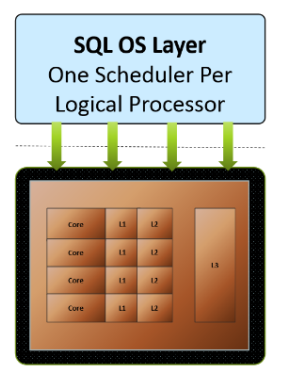 SQL OS Layer
One Scheduler Per
Logical Processor
Core L1 L2
Core L1 L2
Core L1 L2
Core L1 L2
L3